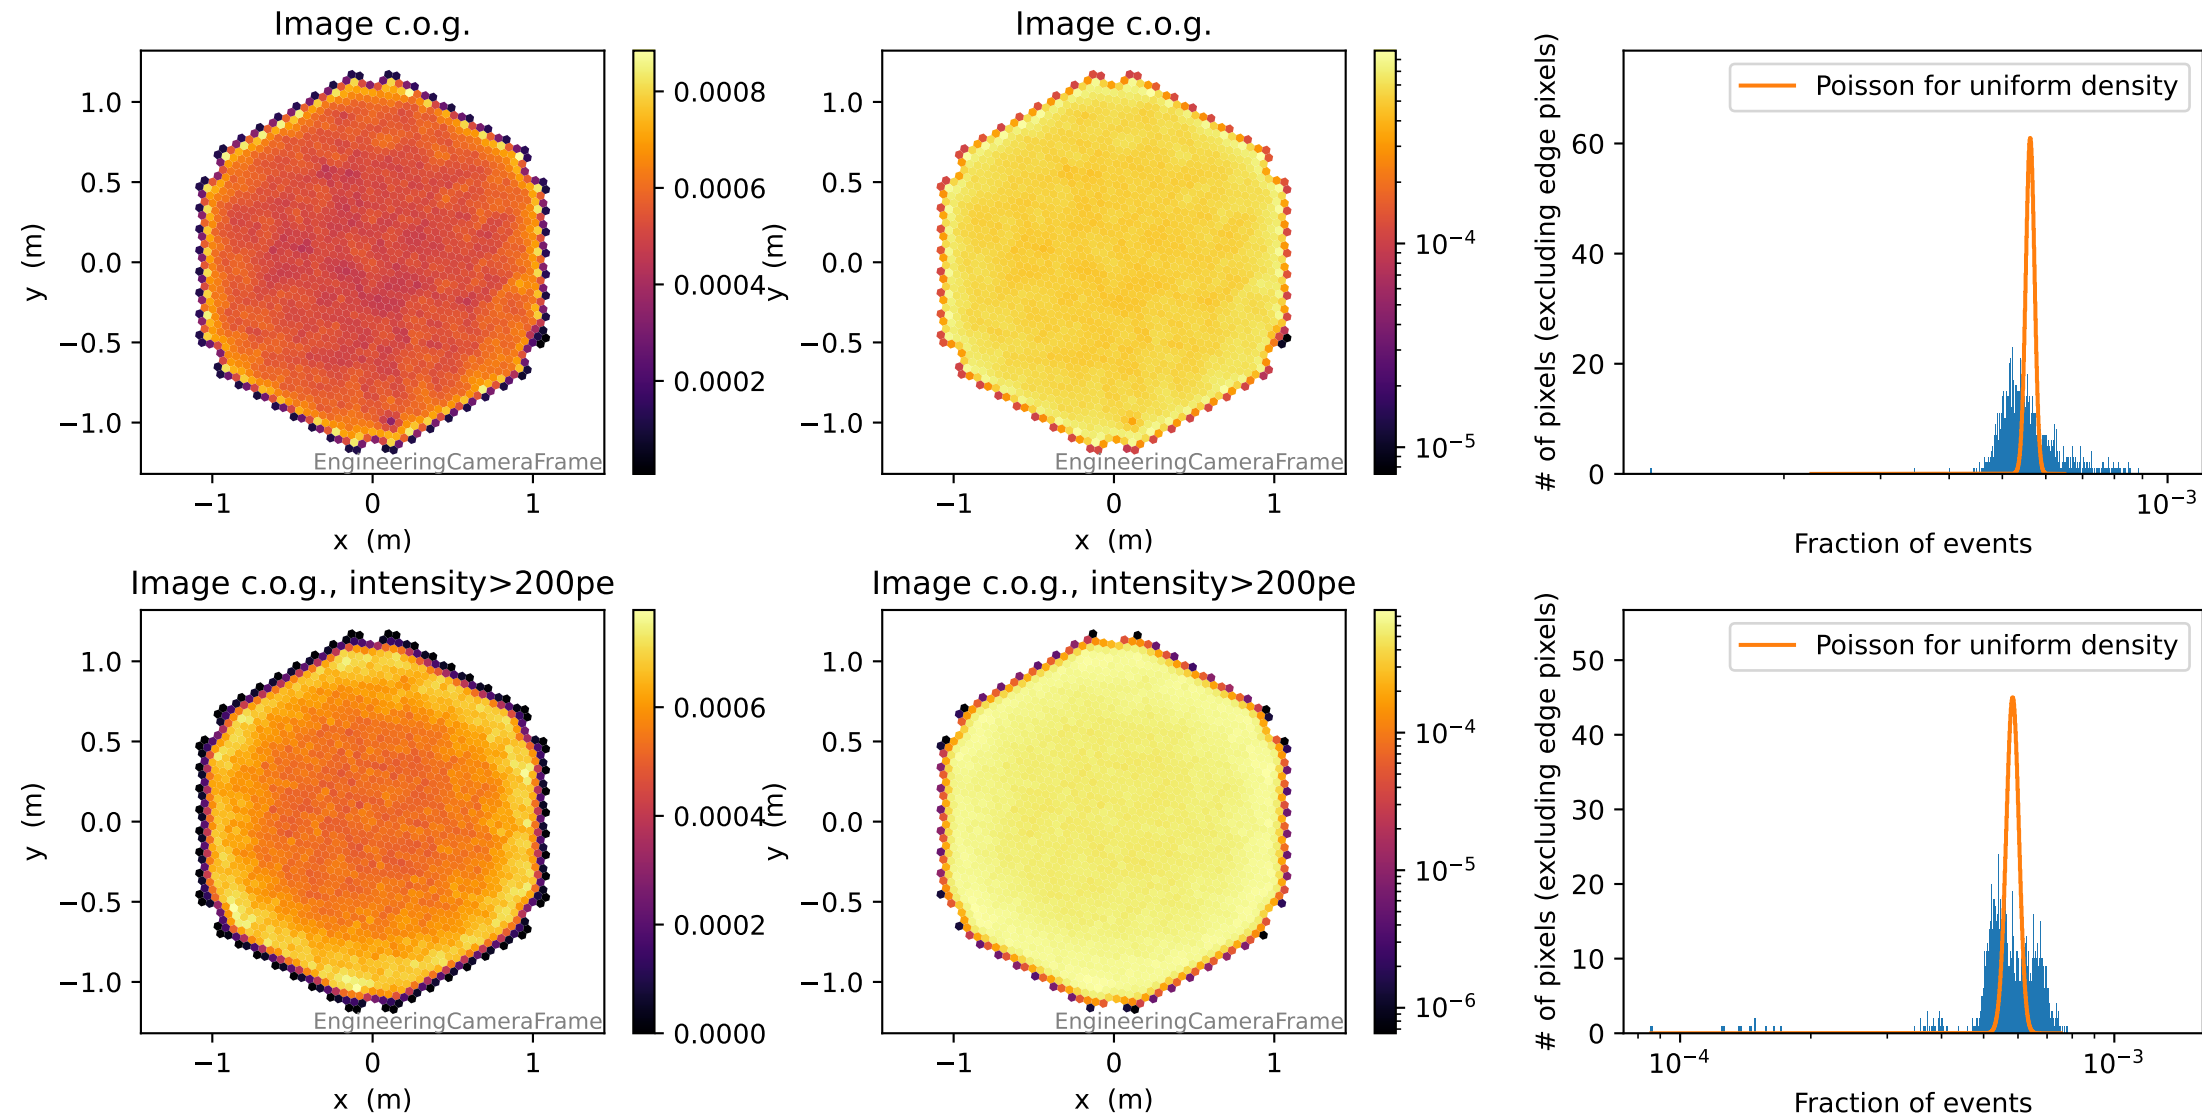 Image c.o.g.
1.0
0.5
0.0
−0.5
−1.0
y (m)
−1
0
1
x (m)
EngineeringCameraFrame
0.0008
0.0006
0.0004
0.0002
Image c.o.g.
1.0
0.5
0.0
−0.5
−1.0
y (m)
−1
0
1
x (m)
EngineeringCameraFrame
10⁻⁴
10⁻⁵
# of pixels (excluding edge pixels)
60
40
20
0
Poisson for uniform density
10⁻³
Fraction of events
Image c.o.g., intensity>200pe
1.0
0.5
0.0
−0.5
−1.0
y (m)
−1
0
1
x (m)
EngineeringCameraFrame
0.0006
0.0004
0.0002
0.0000
Image c.o.g., intensity>200pe
1.0
0.5
0.0
−0.5
−1.0
y (m)
−1
0
1
x (m)
EngineeringCameraFrame
10⁻⁴
10⁻⁵
10⁻⁶
# of pixels (excluding edge pixels)
50
40
30
20
10
0
Poisson for uniform density
10⁻⁴
10⁻³
Fraction of events